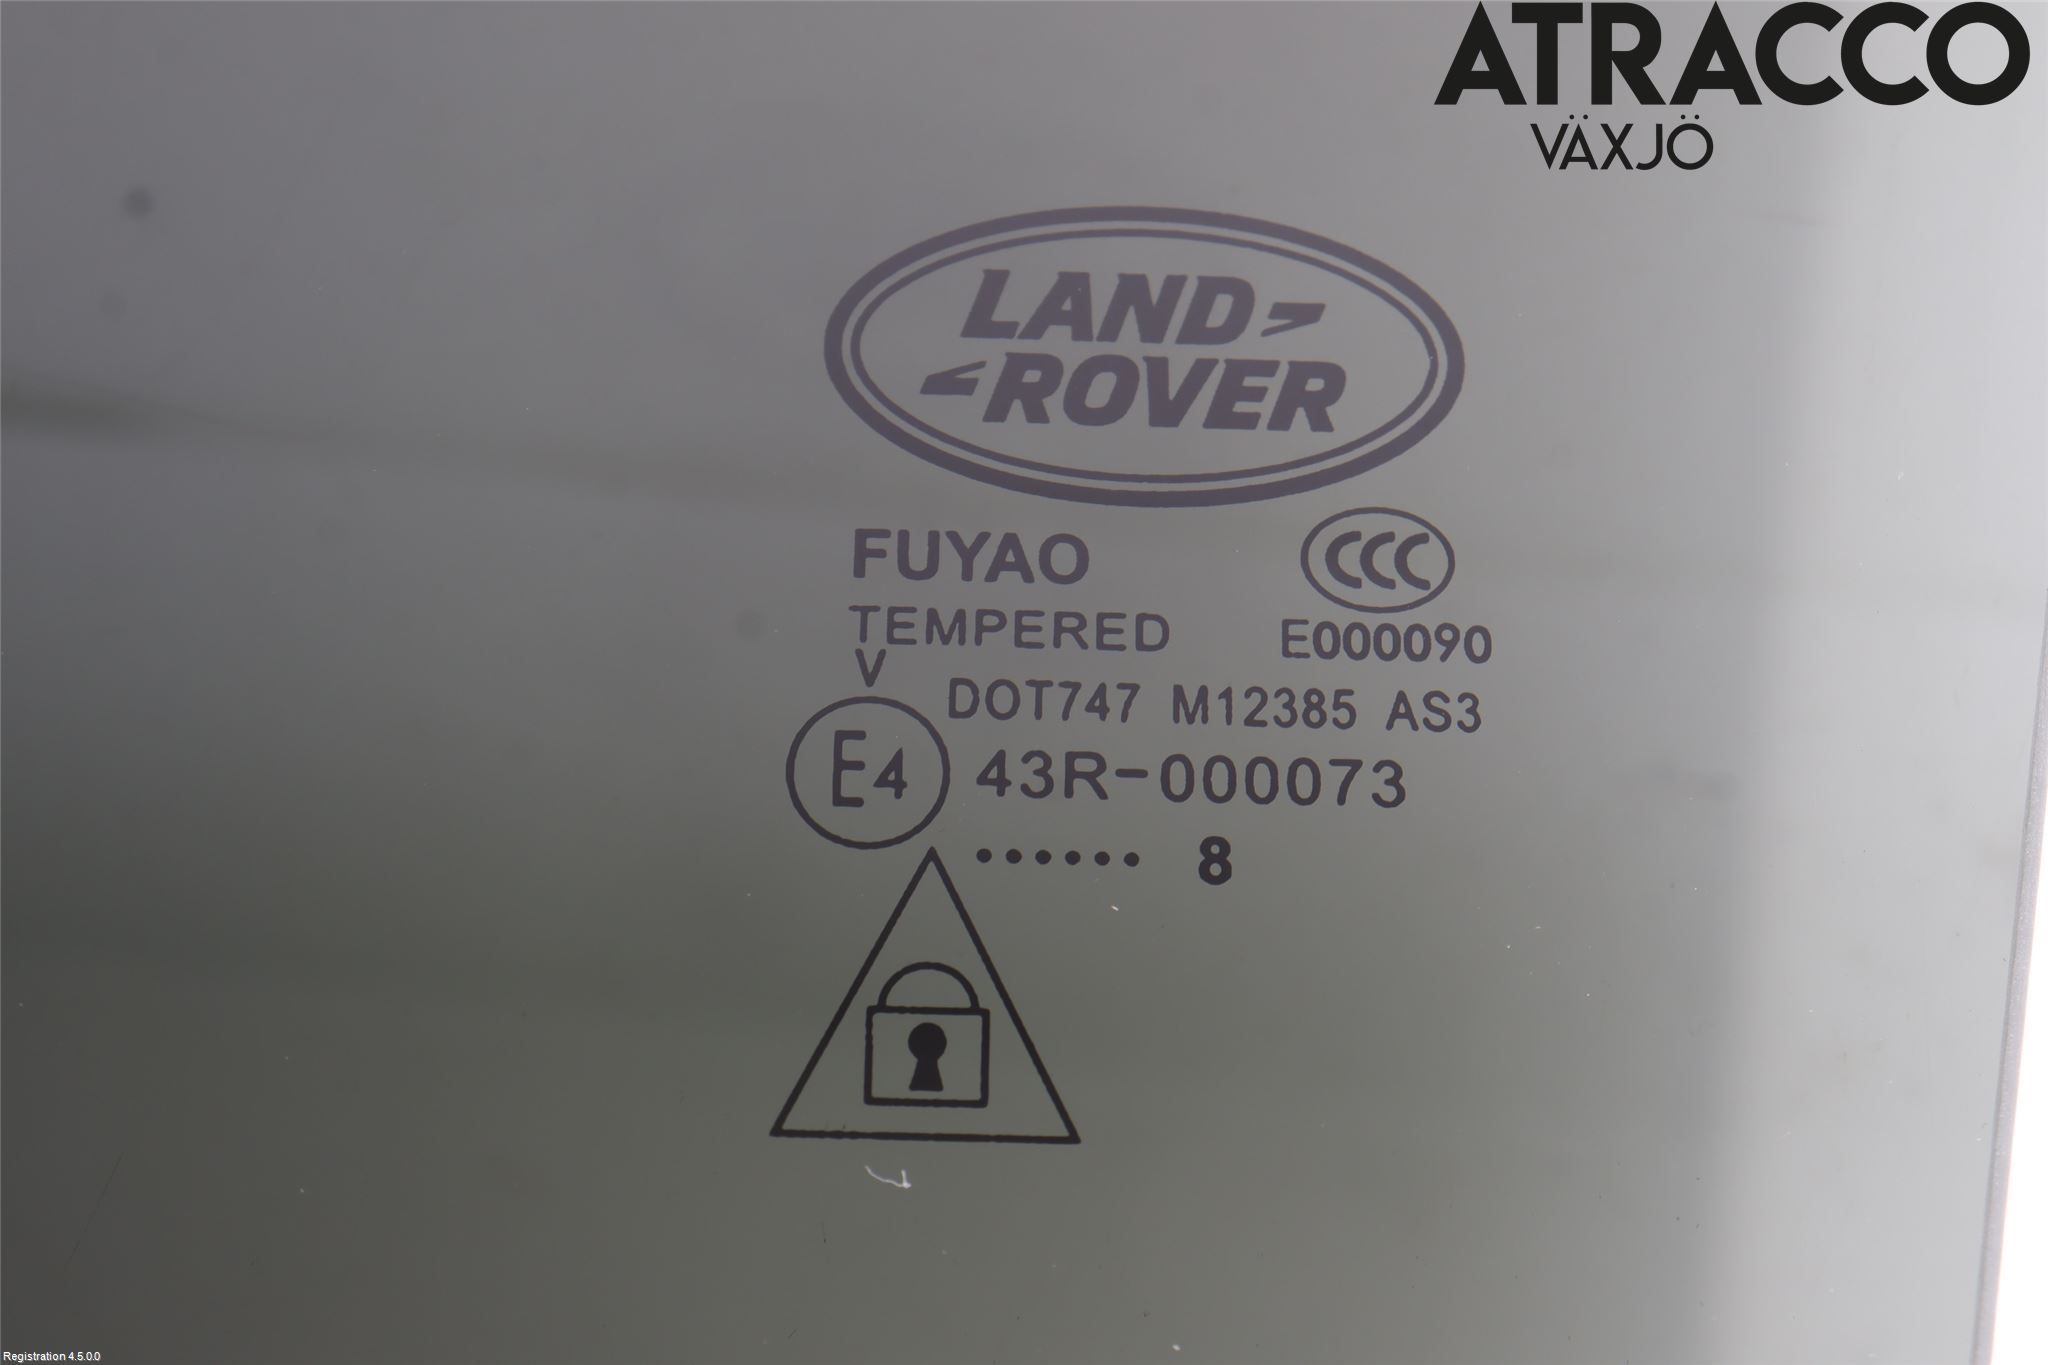 ATRACCO
VÄXJÖ
LAND
ROVER
FUYAO
CCC
TEMPERED
E000090
V
DOT747 M12385 AS3
E4 43R-000073
...... 8
Registration 4.5.0.0